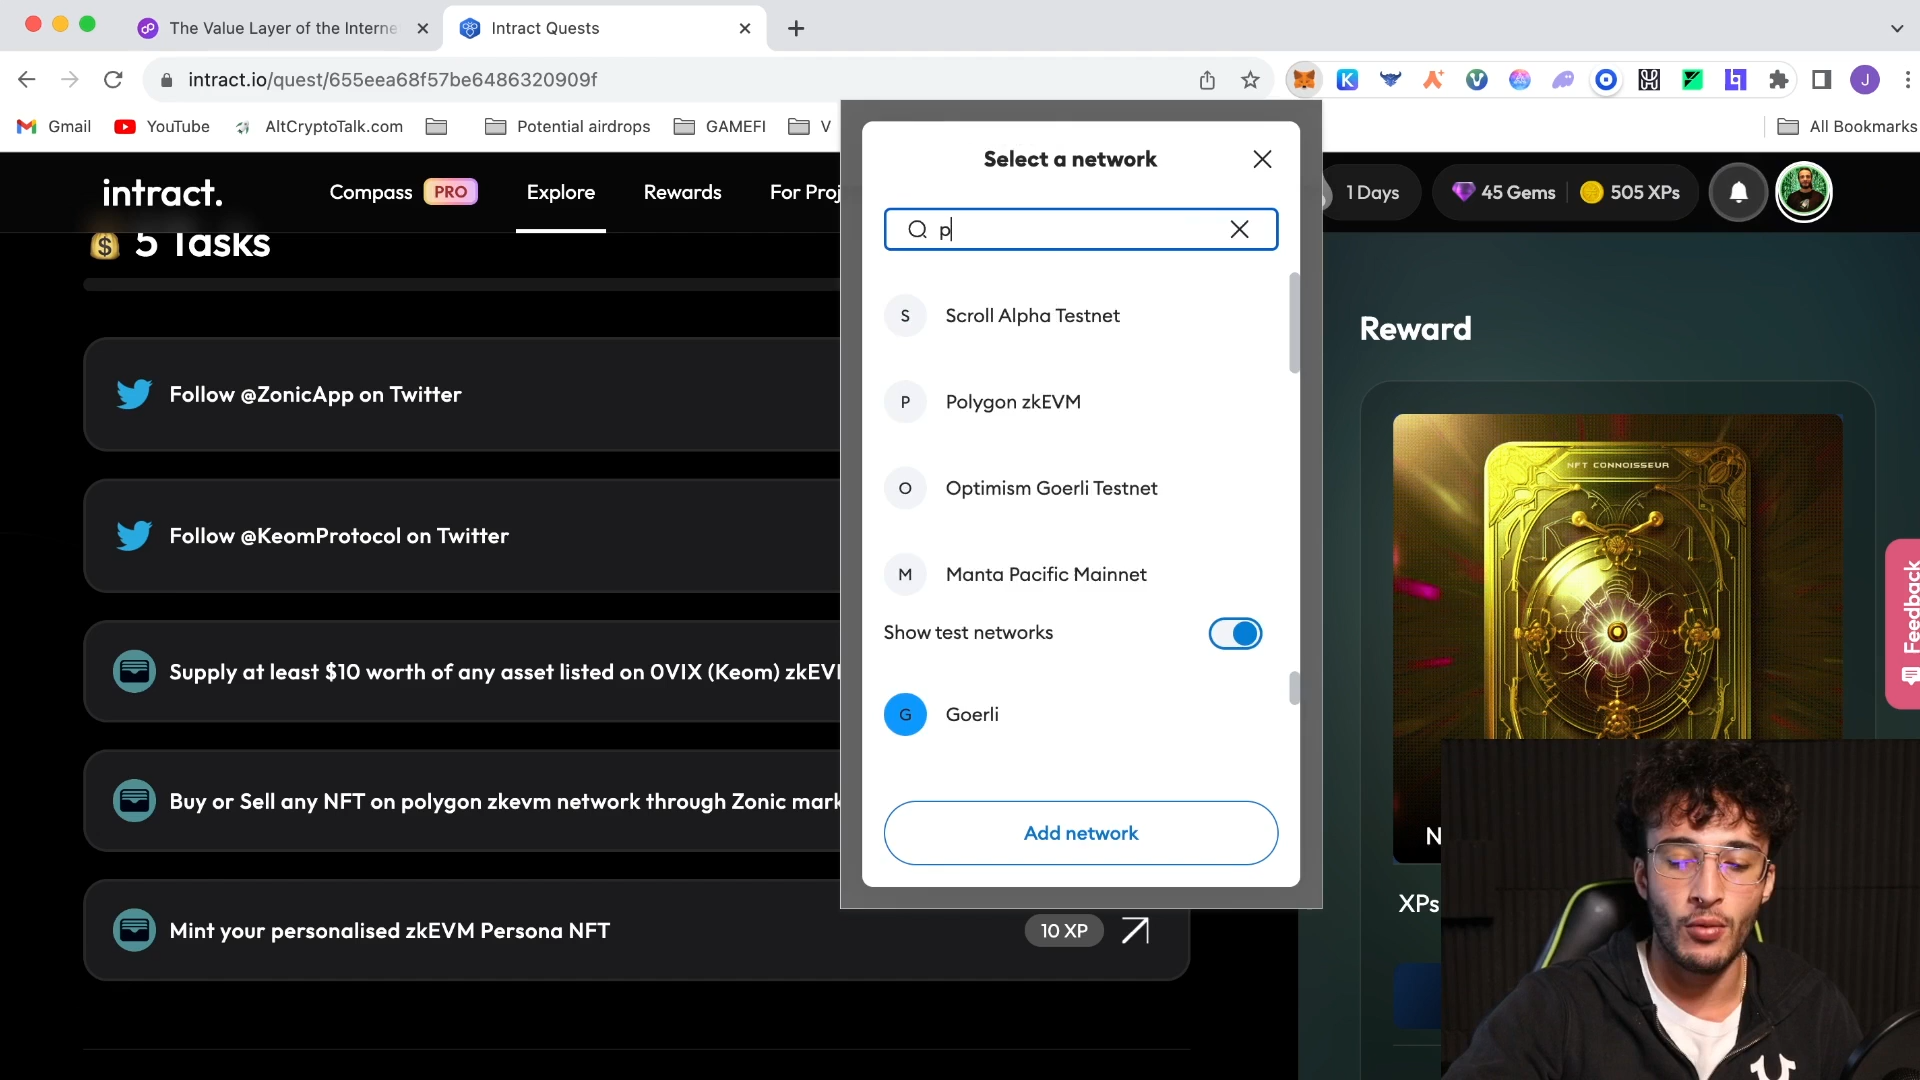 The Value Layer of the Interne
Intract Quests
intract.io/quest/655eea68f57be6486320909f
J
Gmail
YouTube
AltCryptoTalk.com
Potential airdrops
GAMEFI
V
All Bookmarks
intract.
Compass PRO
Explore
Rewards
For Proj
1 Days
45 Gems
505 XPs
5 Tasks
Follow @ZonicApp on Twitter
Follow @KeomProtocol on Twitter
Supply at least $10 worth of any asset listed on 0VIX (Keom) zkEV
Buy or Sell any NFT on polygon zkevm network through Zonic mark
Mint your personalised zkEVM Persona NFT
10 XP
Select a network
p
S Scroll Alpha Testnet
P Polygon zkEVM
O Optimism Goerli Testnet
M Manta Pacific Mainnet
Show test networks
G Goerli
Add network
Reward
NFT CONNOISSEUR
N
XPs
Feedback